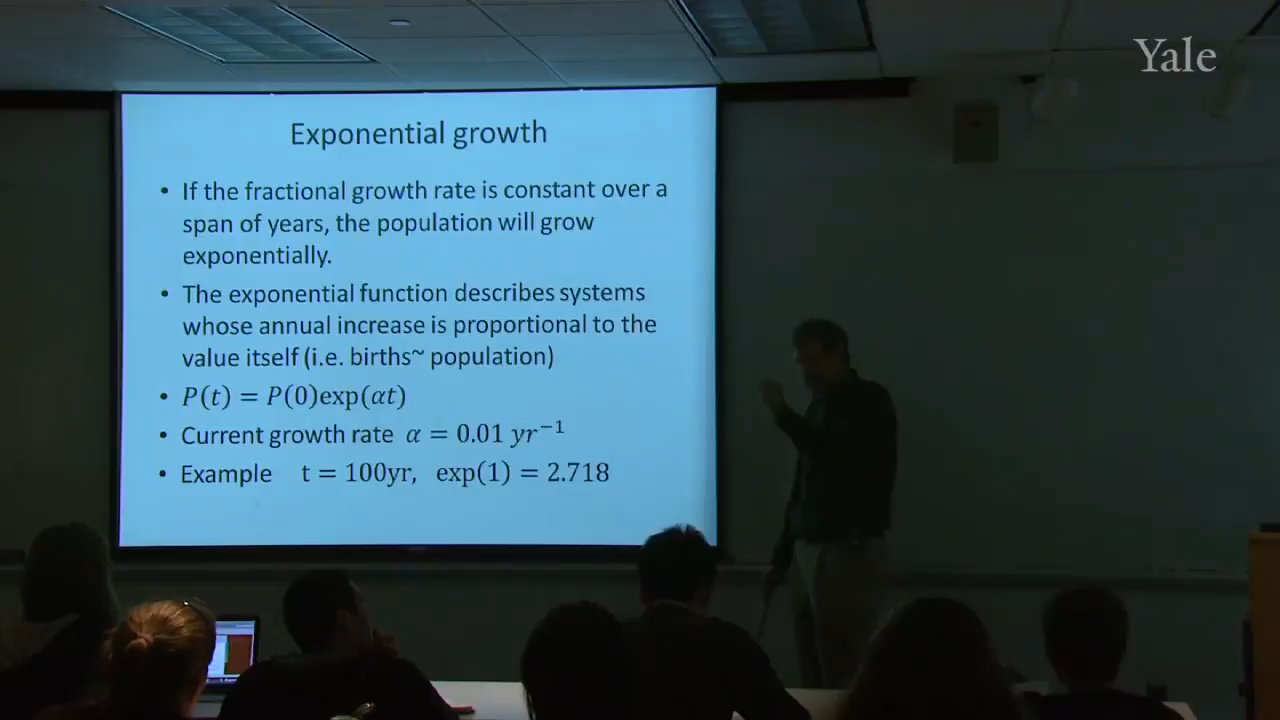 Yale
Exponential growth
• If the fractional growth rate is constant over a
span of years, the population will grow
exponentially.
• The exponential function describes systems
whose annual increase is proportional to the
value itself (i.e. births~ population)
• P(t) = P(0)exp(αt)
• Current growth rate α = 0.01 yr⁻¹
• Example t = 100yr, exp(1) = 2.718